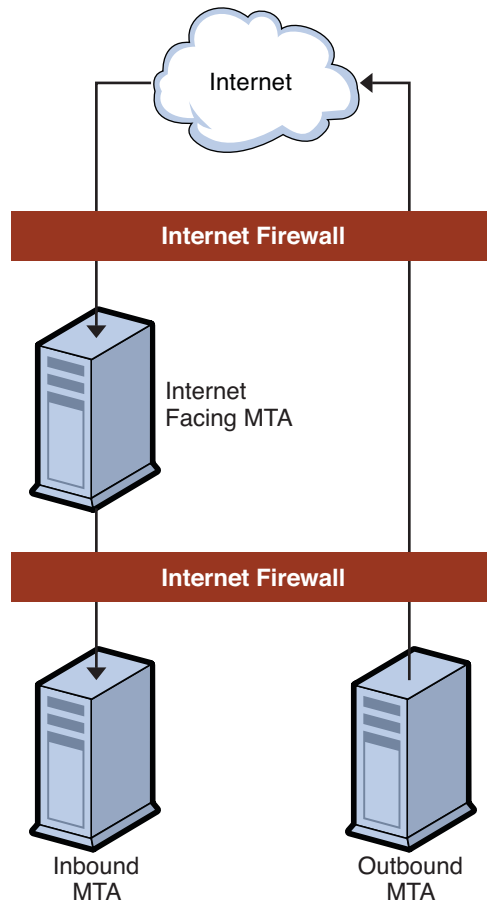 Internet
Internet Firewall
Internet
Facing MTA
Internet Firewall
Inbound
MTA
Outbound
MTA